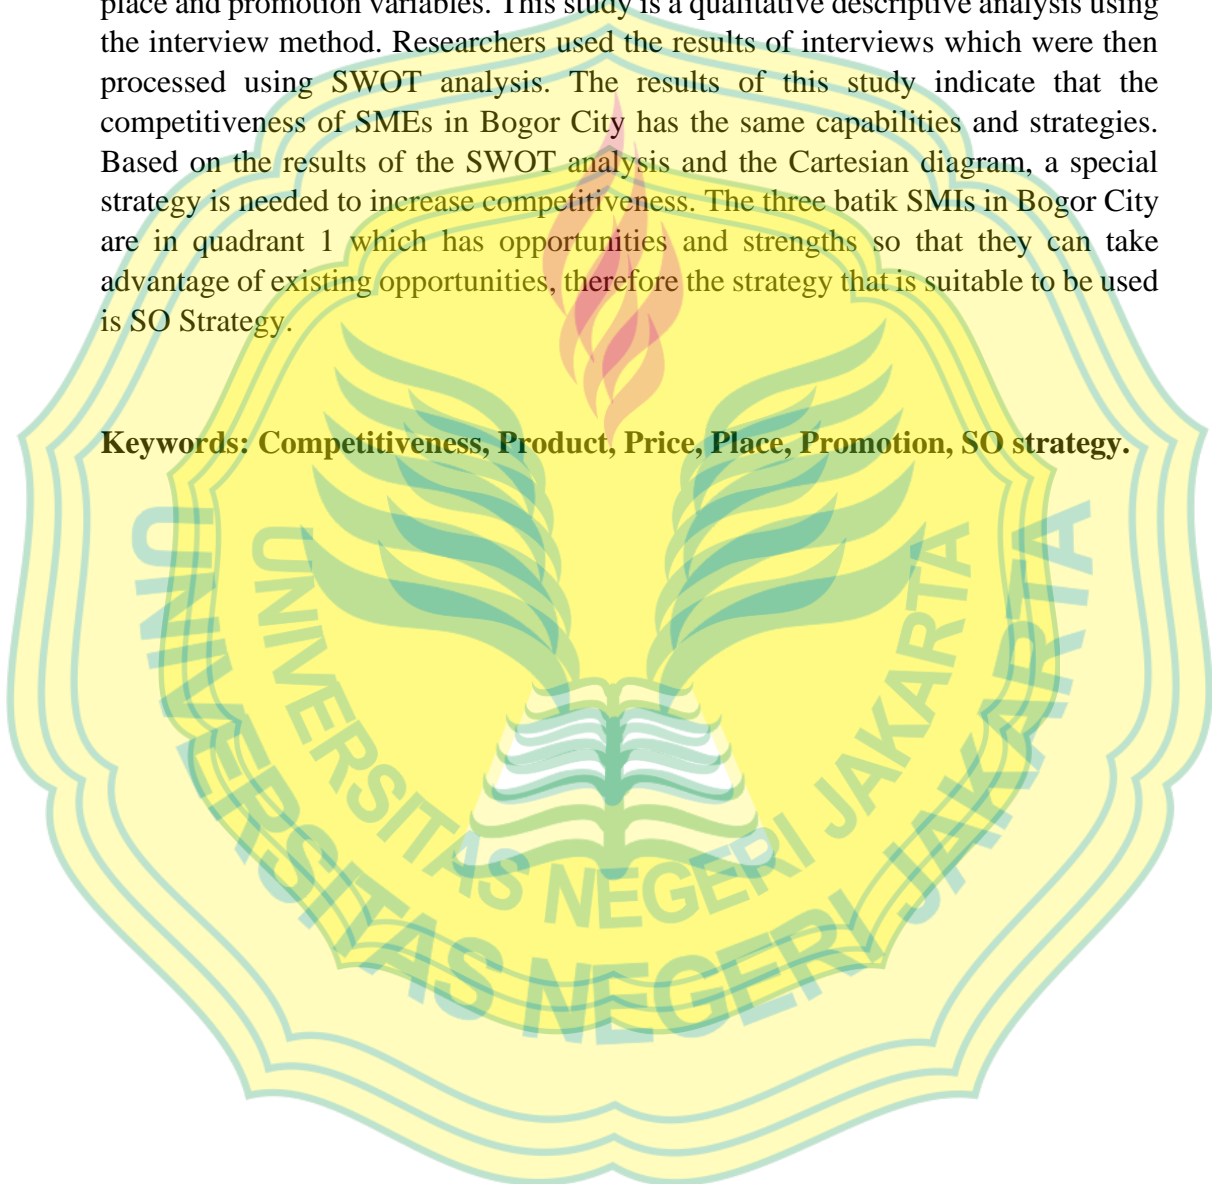 place and promotion variables. This study is a qualitative descriptive analysis using
the interview method. Researchers used the results of interviews which were then
processed using SWOT analysis. The results of this study indicate that the
competitiveness of SMEs in Bogor City has the same capabilities and strategies.
Based on the results of the SWOT analysis and the Cartesian diagram, a special
strategy is needed to increase competitiveness. The three batik SMIs in Bogor City
are in quadrant 1 which has opportunities and strengths so that they can take
advantage of existing opportunities, therefore the strategy that is suitable to be used
is SO Strategy.
Keywords: Competitiveness, Product, Price, Place, Promotion, SO strategy.
UNIVERSITAS NEGERI JAKARTA
UNIVERSITAS NEGERI JAKARTA